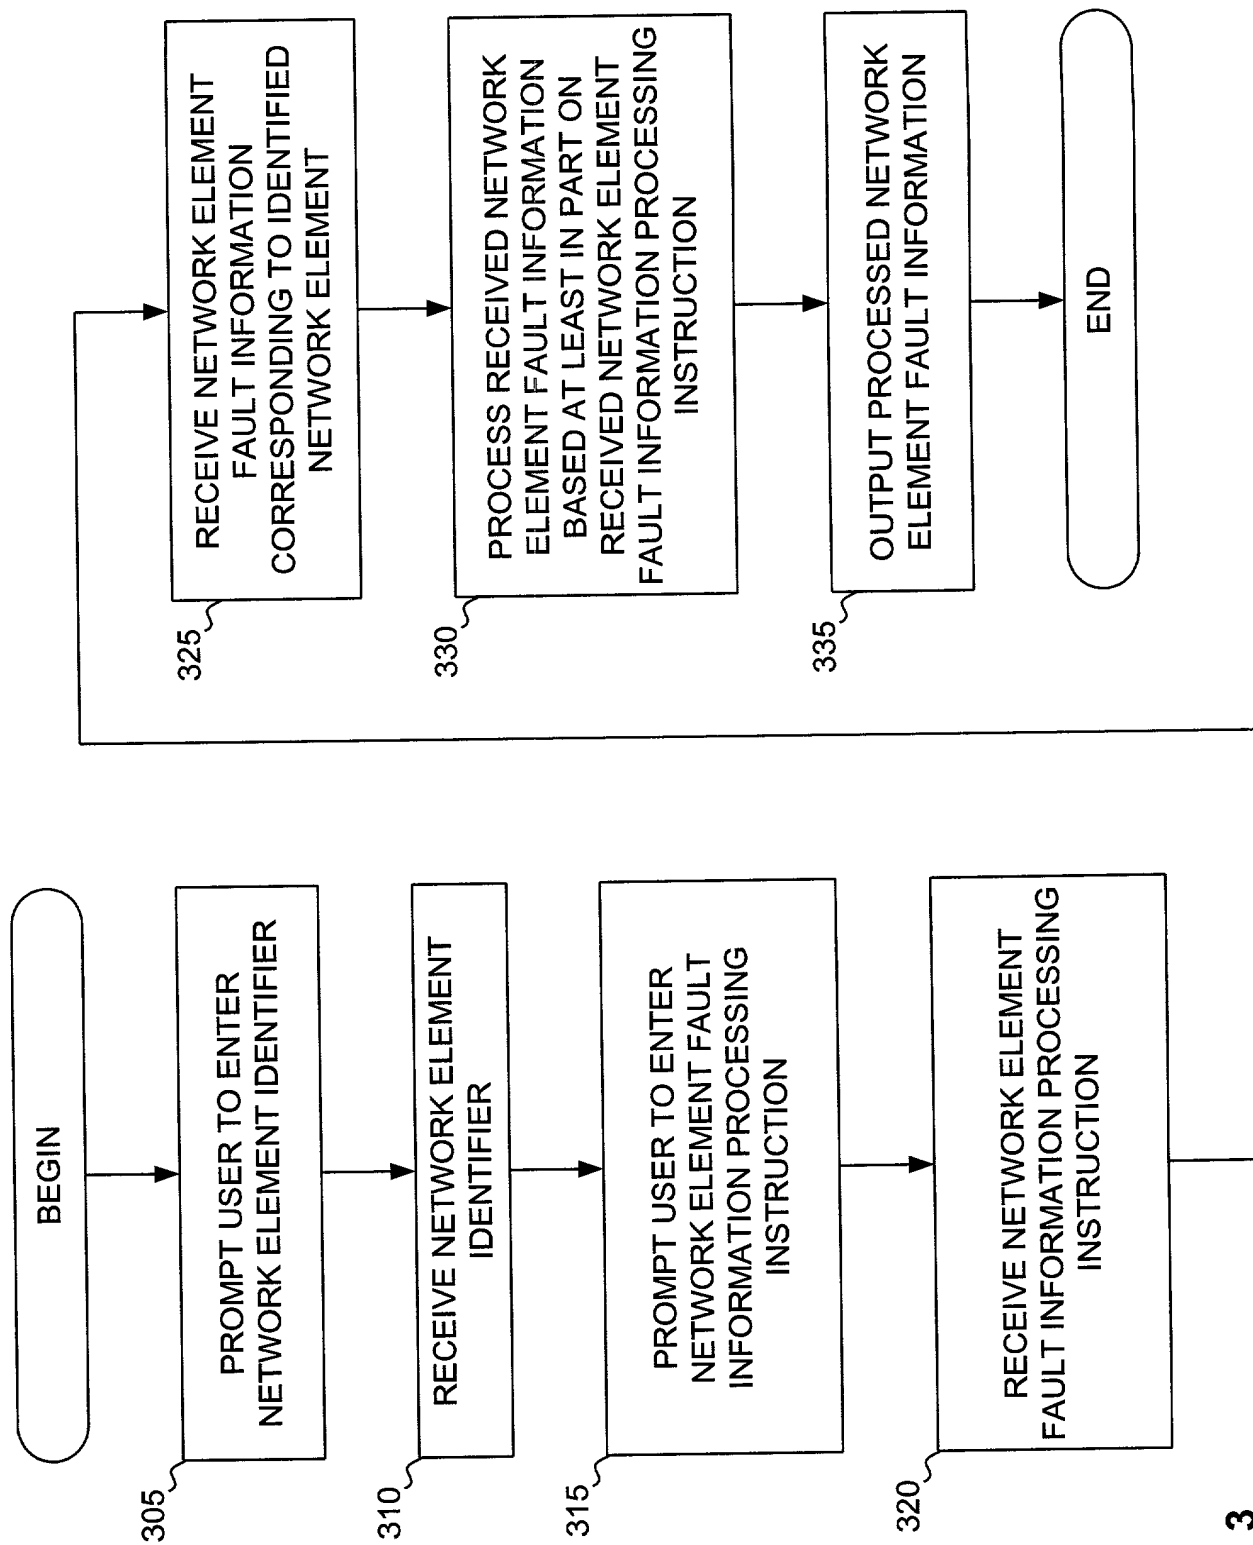 BEGIN
305
PROMPT USER TO ENTER
NETWORK ELEMENT IDENTIFIER
310
RECEIVE NETWORK ELEMENT
IDENTIFIER
315
PROMPT USER TO ENTER
NETWORK ELEMENT FAULT
INFORMATION PROCESSING
INSTRUCTION
320
RECEIVE NETWORK ELEMENT
FAULT INFORMATION PROCESSING
INSTRUCTION
325
RECEIVE NETWORK ELEMENT
FAULT INFORMATION
CORRESPONDING TO IDENTIFIED
NETWORK ELEMENT
330
PROCESS RECEIVED NETWORK
ELEMENT FAULT INFORMATION
BASED AT LEAST IN PART ON
RECEIVED NETWORK ELEMENT
FAULT INFORMATION PROCESSING
INSTRUCTION
335
OUTPUT PROCESSED NETWORK
ELEMENT FAULT INFORMATION
END
3